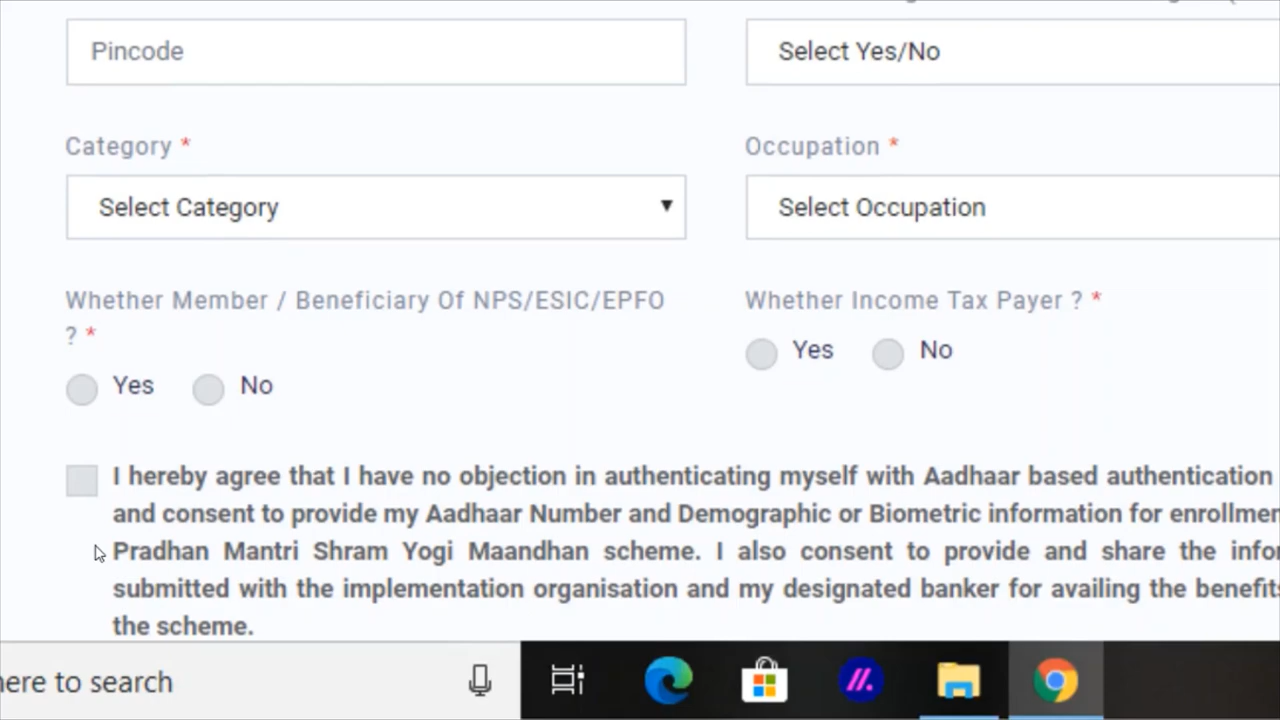 Pincode
Select Yes/No
Category *
Occupation *
Select Category
Select Occupation
Whether Member / Beneficiary Of NPS/ESIC/EPFO
? *
Whether Income Tax Payer ? *
Yes No
Yes No
I hereby agree that I have no objection in authenticating myself with Aadhaar based authentication
and consent to provide my Aadhaar Number and Demographic or Biometric information for
Pradhan Mantri Shram Yogi Maandhan scheme. I also consent to provide and share the
submitted with the implementation organisation and my designated banker for availing the
the scheme.
to search